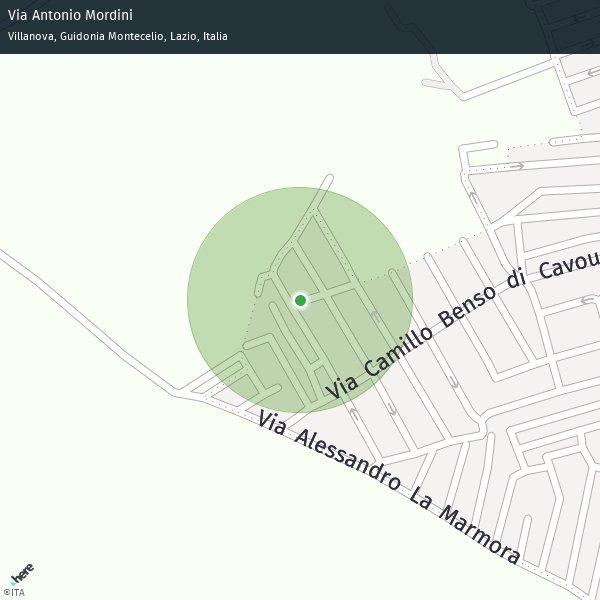 Via Antonio Mordini
Villanova, Guidonia Montecelio, Lazio, Italia
Via Camillo Benso di Cavou
Via Alessandro La Marmora
here
©ITA